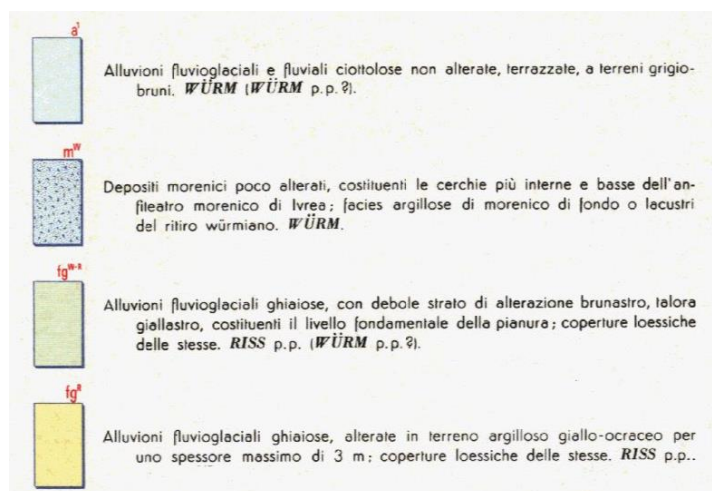 a¹
Alluvioni fluvioglaciali e fluviali ciottolose non alterate, terrazzate, a terreni grigio-
bruni. WÜRM (WÜRM p.p.?).
mᵂ
Depositi morenici poco alterati, costituenti le cerchie più interne e basse dell'an-
fiteatro morenico di Ivrea; facies argillose di morenico di fondo o lacustri
del ritiro würmiano. WÜRM.
fgᵂ⁻ᴿ
Alluvioni fluvioglaciali ghiaiose, con debole strato di alterazione brunastro, talora
giallastro, costituenti il livello fondamentale della pianura; coperture loessiche
delle stesse. RISS p.p. (WÜRM p.p.?).
fgᴿ
Alluvioni fluvioglaciali ghiaiose, alterate in terreno argilloso giallo-ocraceo per
uno spessore massimo di 3 m; coperture loessiche delle stesse. RISS p.p..